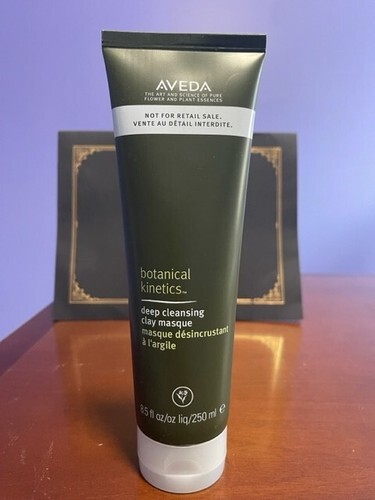 AVEDA
THE ART AND SCIENCE OF PURE
FLOWER AND PLANT ESSENCES
NOT FOR RETAIL SALE.
VENTE AU DÉTAIL INTERDITE.
botanical
kinetics™
deep cleansing
clay masque
masque désincrustant
à l'argile
8.5 fl oz/oz liq/250 ml ℮